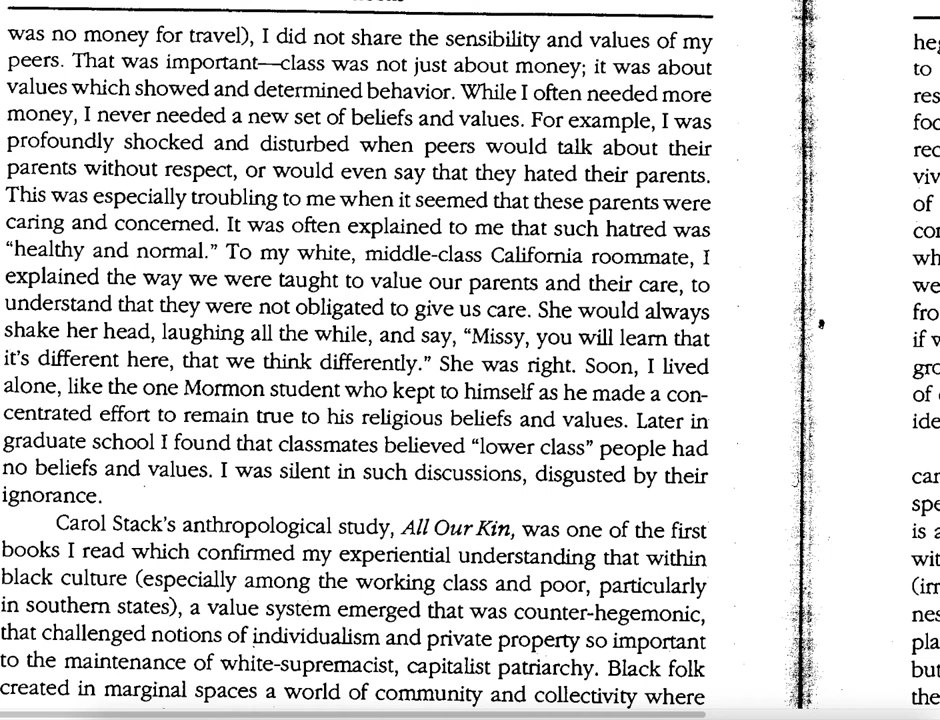 was no money for travel), I did not share the sensibility and values of my
peers. That was important—class was not just about money; it was about
values which showed and determined behavior. While I often needed more
money, I never needed a new set of beliefs and values. For example, I was
profoundly shocked and disturbed when peers would talk about their
parents without respect, or would even say that they hated their parents.
This was especially troubling to me when it seemed that these parents were
caring and concerned. It was often explained to me that such hatred was
“healthy and normal.” To my white, middle-class California roommate, I
explained the way we were taught to value our parents and their care, to
understand that they were not obligated to give us care. She would always
shake her head, laughing all the while, and say, “Missy, you will learn that
it’s different here, that we think differently.” She was right. Soon, I lived
alone, like the one Mormon student who kept to himself as he made a con-
centrated effort to remain true to his religious beliefs and values. Later in
graduate school I found that classmates believed “lower class” people had
no beliefs and values. I was silent in such discussions, disgusted by their
ignorance.
Carol Stack’s anthropological study, All Our Kin, was one of the first
books I read which confirmed my experiential understanding that within
black culture (especially among the working class and poor, particularly
in southern states), a value system emerged that was counter-hegemonic,
that challenged notions of individualism and private property so important
to the maintenance of white-supremacist, capitalist patriarchy. Black folk
created in marginal spaces a world of community and collectivity where
to
of
of
is a
but
the